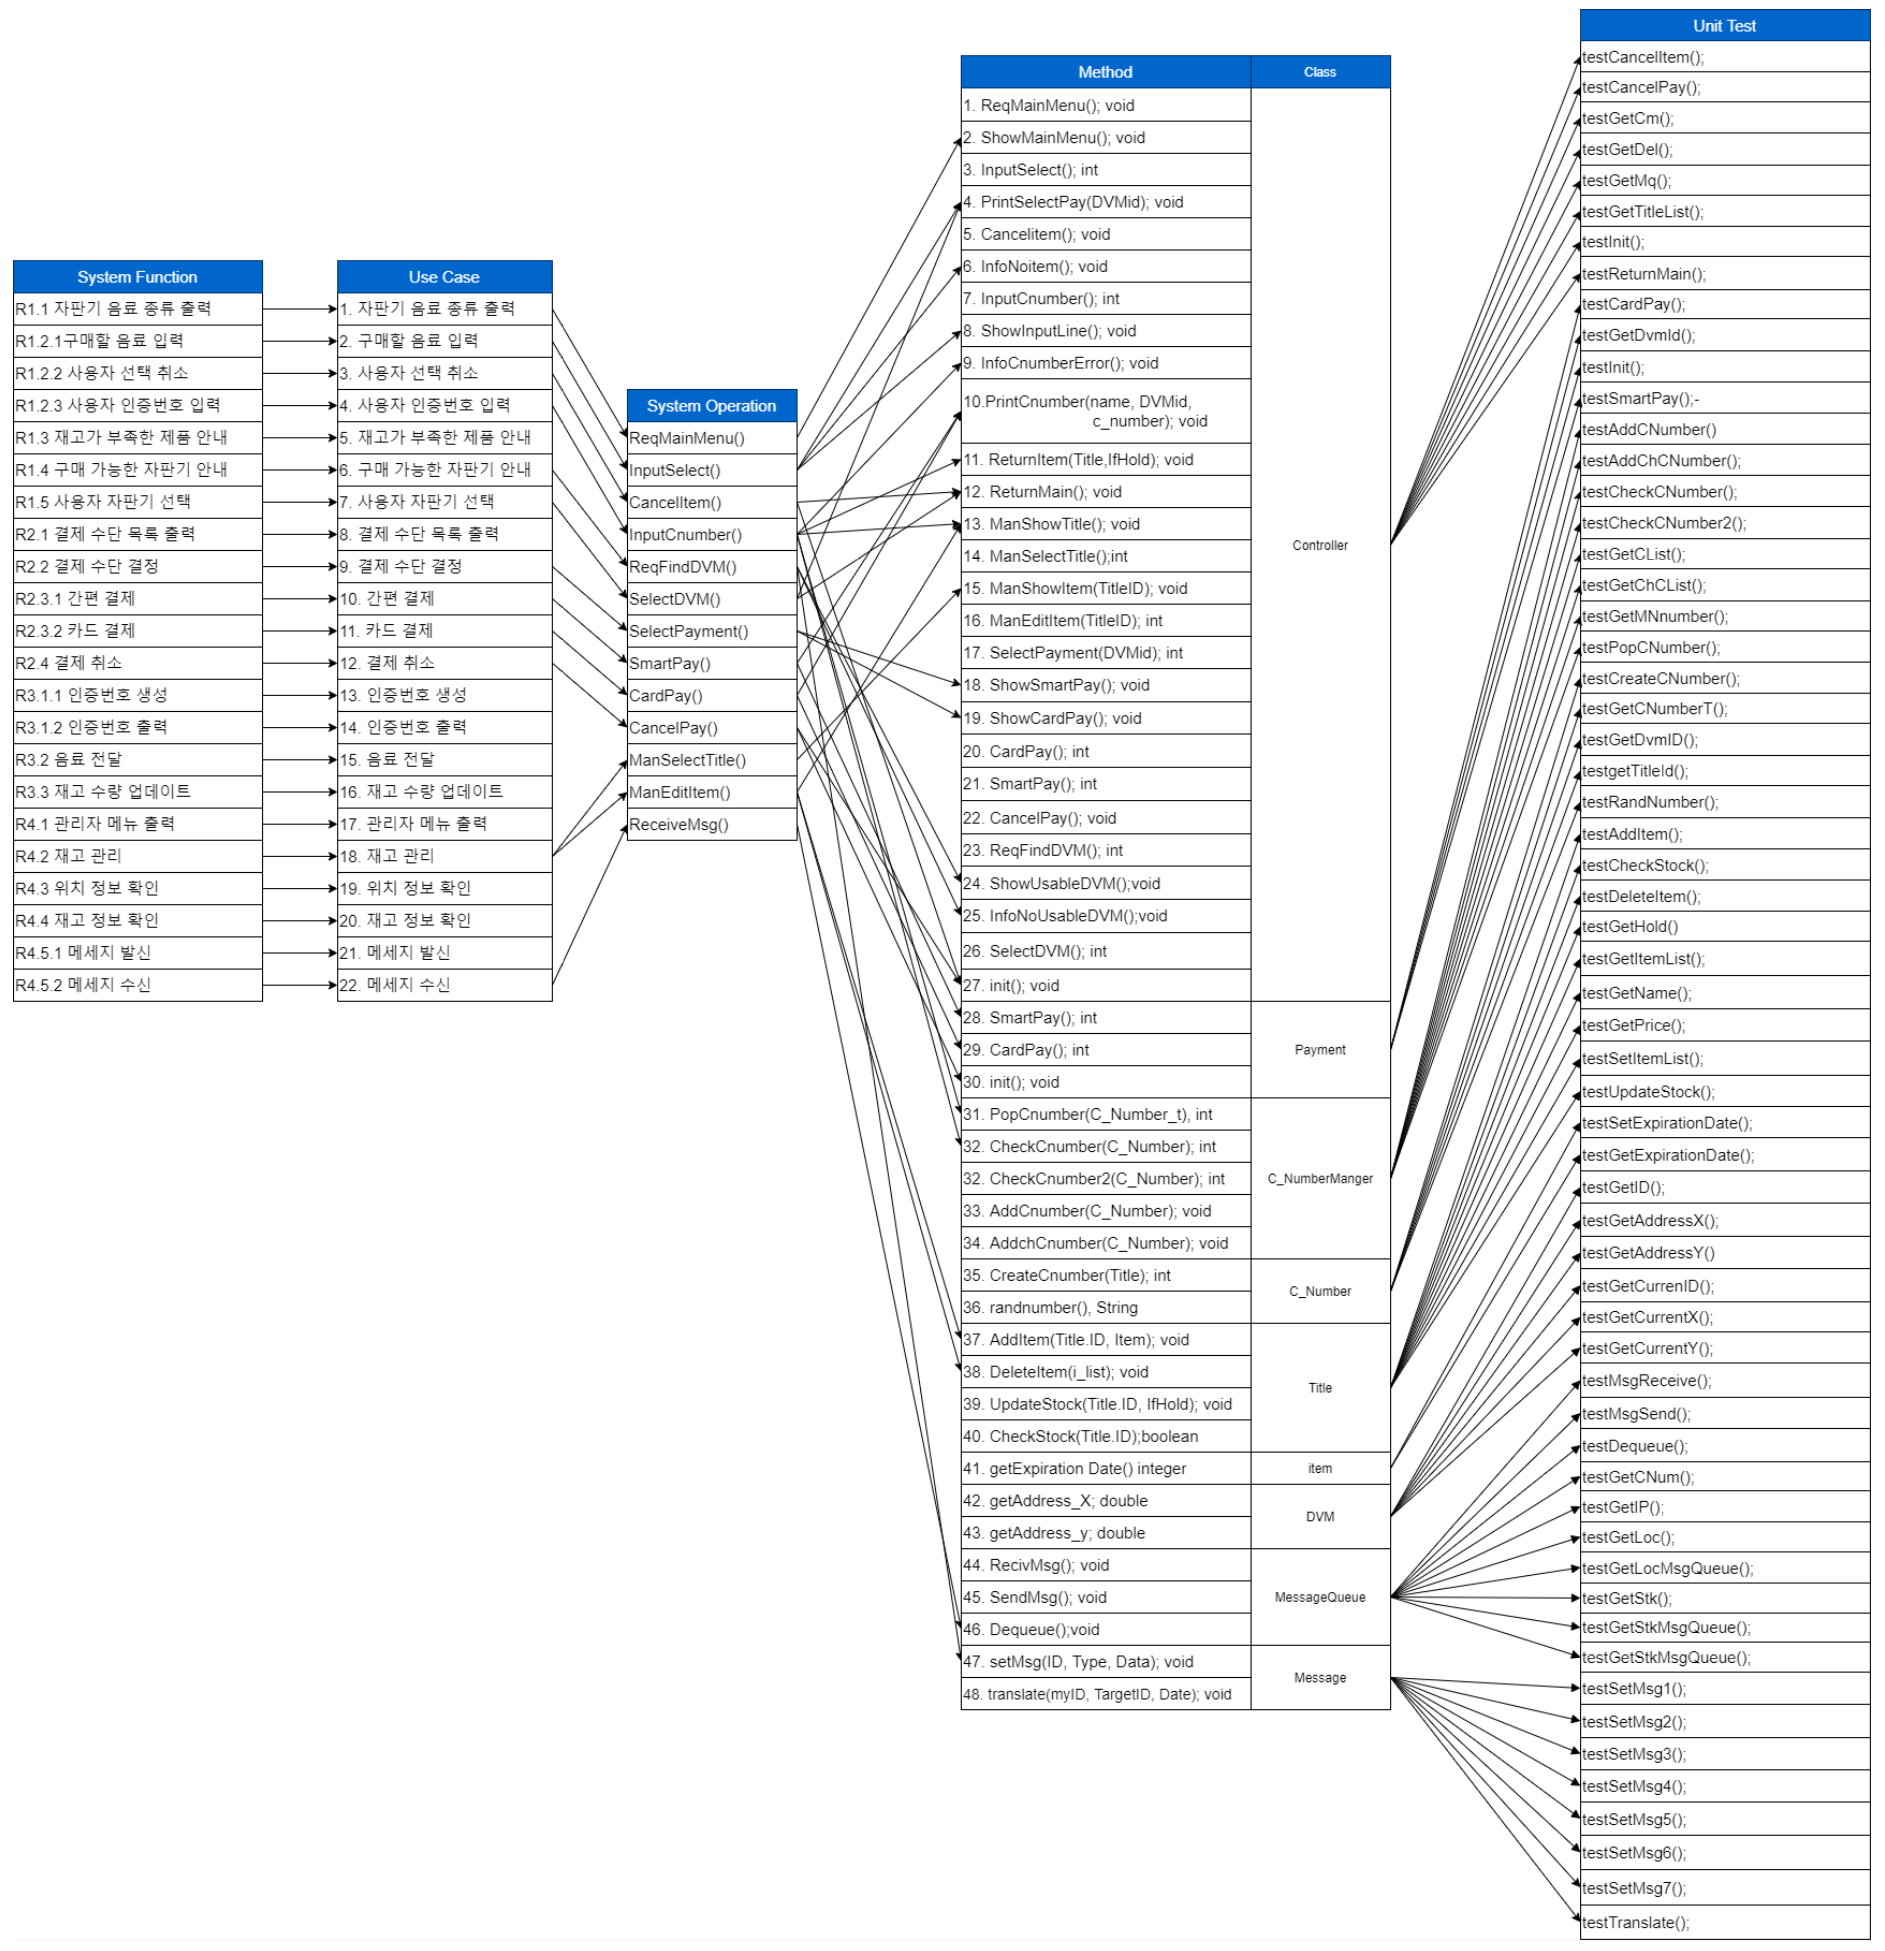 System Function
R1.1 자판기 음료 종류 출력
R1.2.1구매할 음료 입력
R1.2.2 사용자 선택 취소
R1.2.3 사용자 인증번호 입력
R1.3 재고가 부족한 제품 안내
R1.4 구매 가능한 자판기 안내
R1.5 사용자 자판기 선택
R2.1 결제 수단 목록 출력
R2.2 결제 수단 결정
R2.3.1 간편 결제
R2.3.2 카드 결제
R2.4 결제 취소
R3.1.1 인증번호 생성
R3.1.2 인증번호 출력
R3.2 음료 전달
R3.3 재고 수량 업데이트
R4.1 관리자 메뉴 출력
R4.2 재고 관리
R4.3 위치 정보 확인
R4.4 재고 정보 확인
R4.5.1 메세지 발신
R4.5.2 메세지 수신
Use Case
1. 자판기 음료 종류 출력
2. 구매할 음료 입력
3. 사용자 선택 취소
4. 사용자 인증번호 입력
5. 재고가 부족한 제품 안내
6. 구매 가능한 자판기 안내
7. 사용자 자판기 선택
8. 결제 수단 목록 출력
9. 결제 수단 결정
10. 간편 결제
11. 카드 결제
12. 결제 취소
13. 인증번호 생성
14. 인증번호 출력
15. 음료 전달
16. 재고 수량 업데이트
17. 관리자 메뉴 출력
18. 재고 관리
19. 위치 정보 확인
20. 재고 정보 확인
21. 메세지 발신
22. 메세지 수신
System Operation
ReqMainMenu()
InputSelect()
CancelItem()
InputCnumber()
ReqFindDVM()
SelectDVM()
SelectPayment()
SmartPay()
CardPay()
CancelPay()
ManSelectTitle()
ManEditItem()
ReceiveMsg()
Method
1. ReqMainMenu(); void
2. ShowMainMenu(); void
3. InputSelect(); int
4. PrintSelectPay(DVMid); void
5. Cancelitem(); void
6. InfoNoitem(); void
7. InputCnumber(); int
8. ShowInputLine(); void
9. InfoCnumberError(); void
10.PrintCnumber(name, DVMid,
c_number); void
11. ReturnItem(Title,IfHold); void
12. ReturnMain(); void
13. ManShowTitle(); void
14. ManSelectTitle();int
15. ManShowItem(TitleID); void
16. ManEditItem(TitleID); int
17. SelectPayment(DVMid); int
18. ShowSmartPay(); void
19. ShowCardPay(); void
20. CardPay(); int
21. SmartPay(); int
22. CancelPay(); void
23. ReqFindDVM(); int
24. ShowUsableDVM();void
25. InfoNoUsableDVM();void
26. SelectDVM(); int
27. init(); void
28. SmartPay(); int
29. CardPay(); int
30. init(); void
31. PopCnumber(C_Number_t), int
32. CheckCnumber(C_Number); int
32. CheckCnumber2(C_Number); int
33. AddCnumber(C_Number); void
34. AddchCnumber(C_Number); void
35. CreateCnumber(Title); int
36. randnumber(), String
37. AddItem(Title.ID, Item); void
38. DeleteItem(i_list); void
39. UpdateStock(Title.ID, IfHold); void
40. CheckStock(Title.ID);boolean
41. getExpiration Date() integer
42. getAddress_X; double
43. getAddress_y; double
44. RecivMsg(); void
45. SendMsg(); void
46. Dequeue();void
47. setMsg(ID, Type, Data); void
48. translate(myID, TargetID, Date); void
Class
Controller
Payment
C_NumberManger
C_Number
Title
item
DVM
MessageQueue
Message
Unit Test
testCancelItem();
testCancelPay();
testGetCm();
testGetDel();
testGetMq();
testGetTitleList();
testInit();
testReturnMain();
testCardPay();
testGetDvmId();
testInit();
testSmartPay();-
testAddCNumber()
testAddChCNumber();
testCheckCNumber();
testCheckCNumber2();
testGetCList();
testGetChCList();
testGetMNnumber();
testPopCNumber();
testCreateCNumber();
testGetCNumberT();
testGetDvmID();
testgetTitleId();
testRandNumber();
testAddItem();
testCheckStock();
testDeleteItem();
testGetHold()
testGetItemList();
testGetName();
testGetPrice();
testSetItemList();
testUpdateStock();
testSetExpirationDate();
testGetExpirationDate();
testGetID();
testGetAddressX();
testGetAddressY()
testGetCurrenID();
testGetCurrentX();
testGetCurrentY();
testMsgReceive();
testMsgSend();
testDequeue();
testGetCNum();
testGetIP();
testGetLoc();
testGetLocMsgQueue();
testGetStk();
testGetStkMsgQueue();
testGetStkMsgQueue();
testSetMsg1();
testSetMsg2();
testSetMsg3();
testSetMsg4();
testSetMsg5();
testSetMsg6();
testSetMsg7();
testTranslate();